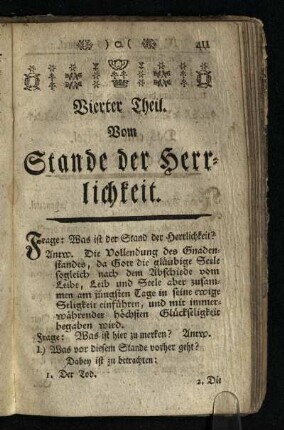 ) o (
211
Vierter Theil.
Vom
Stande der Herr-
lichkeit.
Frage: Was ist der Stand der Herrlichkeit?
Antw. Die Vollendung des Gnaden-
standes, da Gott die gläubige Seele
sogleich nach dem Abschiede vom
Leibe, Leib und Seele aber zusam-
men am jüngsten Tage in seine ewige
Seligkeit einführen, und mit immer-
währender höchsten Glückseligkeit
begaben wird.
Frage: Was ist hier zu merken? Antw.
1.) Was vor diesem Stande vorher geht?
Dabey ist zu betrachten:
1. Der Tod.
2. Die